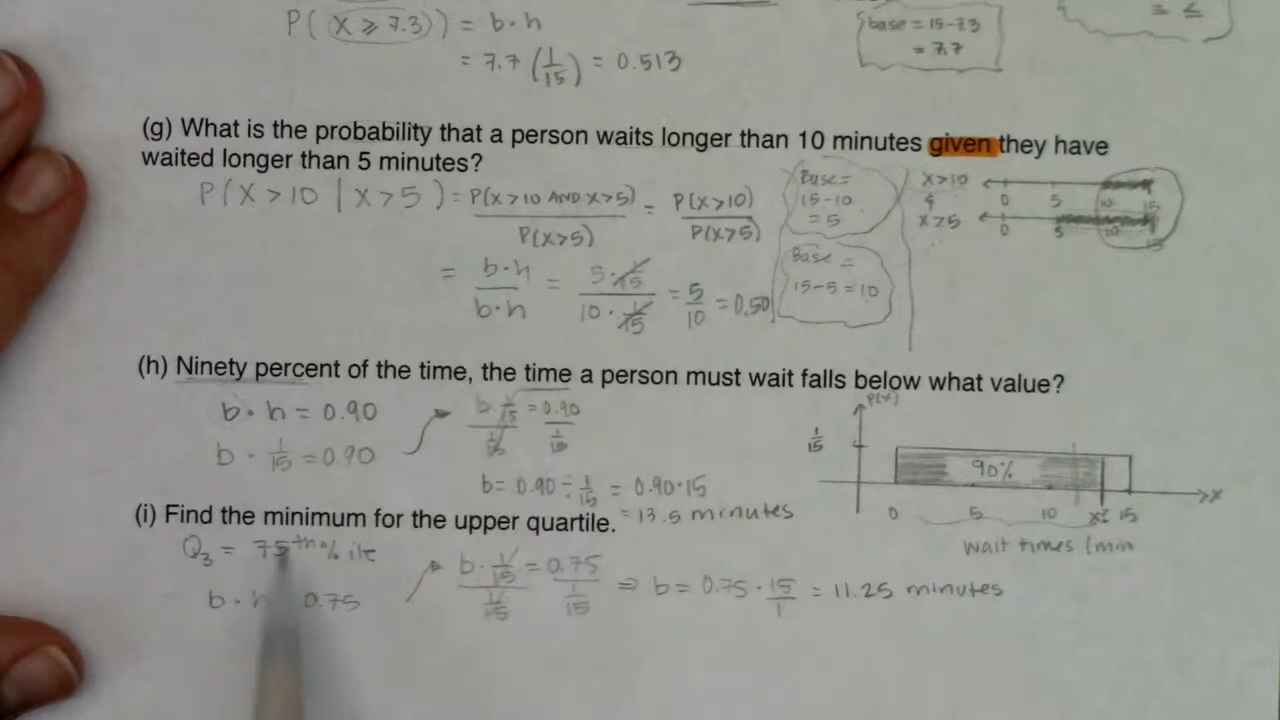 P(X ≥ 7.3) = b·h
= 7.7 (1/15) = 0.513
base = 15-7.3
= 7.7
= ≤
(g) What is the probability that a person waits longer than 10 minutes given they have
waited longer than 5 minutes?
P(X>10 | X>5) = P(X>10 AND X>5)/P(X>5) = P(X>10)/P(X>5)
= b·h/b·h = 5·1/15 / 10·1/15 = 5/10 = 0.50
Base =
15-10
= 5
Base =
15-5 = 10
X>10
0 5 10 15
&
X>5
0 5 10 15
(h) Ninety percent of the time, the time a person must wait falls below what value?
b·h = 0.90
b · 1/15 = 0.90
b 1/15 / 1/15 = 0.90 / 1/15
b = 0.90 ÷ 1/15 = 0.90·15
= 13.5 minutes
P(X)
1/15
90%
0 5 10 X? 15
X
wait times (min
(i) Find the minimum for the upper quartile.
Q3 = 75th %ile
b·h 0.75
b·1/15 / 1/15 = 0.75 / 1/15 ⇒ b = 0.75 · 15/1 = 11.25 minutes